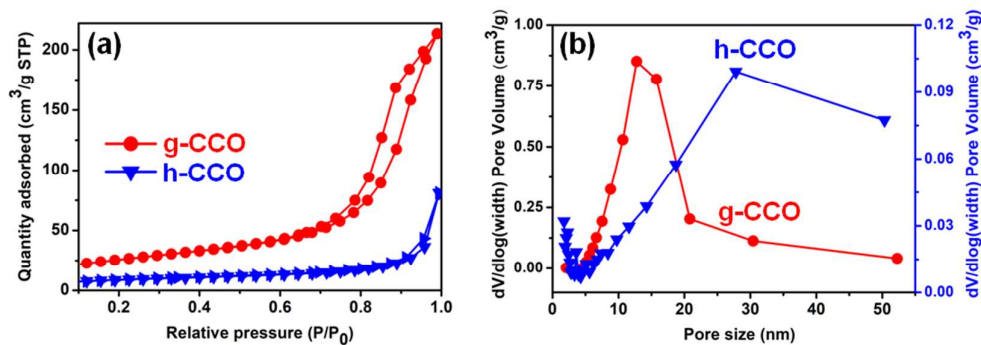 (a)
Quantity adsorbed (cm³/g STP)
200
150
100
50
0
g-CCO
h-CCO
0.2 0.4 0.6 0.8 1.0
Relative pressure (P/P₀)
(b)
dV/dlog(width) Pore Volume (cm³/g)
1.00
0.75
0.50
0.25
0.00
h-CCO
g-CCO
0 10 20 30 40 50
Pore size (nm)
0.12
0.09
0.06
0.03
0.00
dV/dlog(width) Pore Volume (cm³/g)